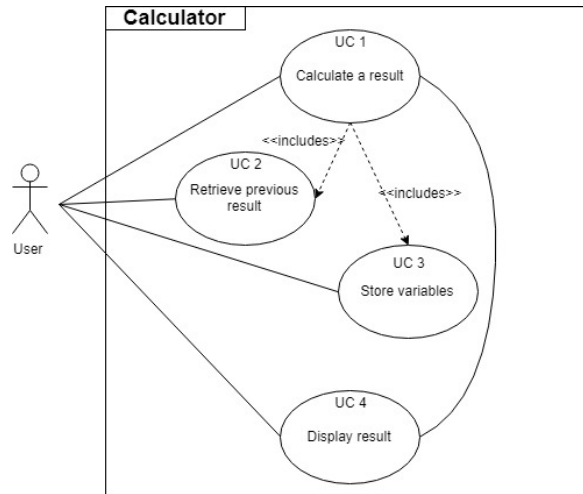 Calculator
UC 1
Calculate a result
<<includes>>
UC 2
Retrieve previous
result
<<includes>>
User
UC 3
Store variables
UC 4
Display result